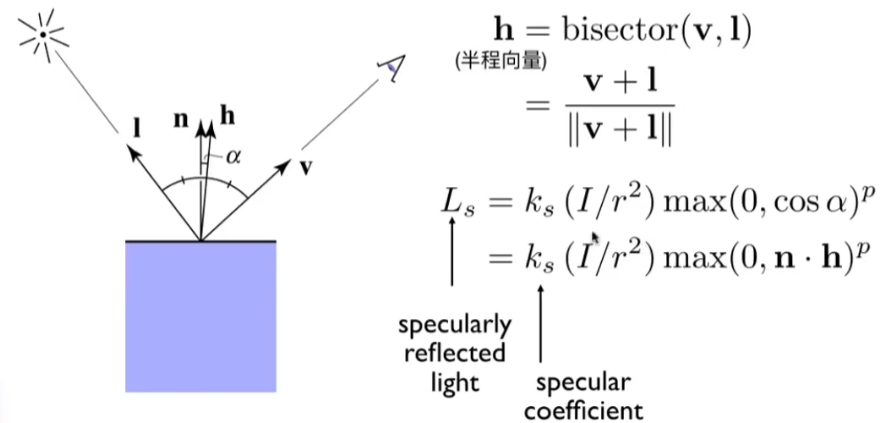 h = bisector(v, l)
(半程向量)
= v + l / ‖v + l‖
l n h α v
L_s = k_s (I/r²) max(0, cos α)^p
= k_s (I/r²) max(0, n · h)^p
specularly
reflected
light
specular
coefficient